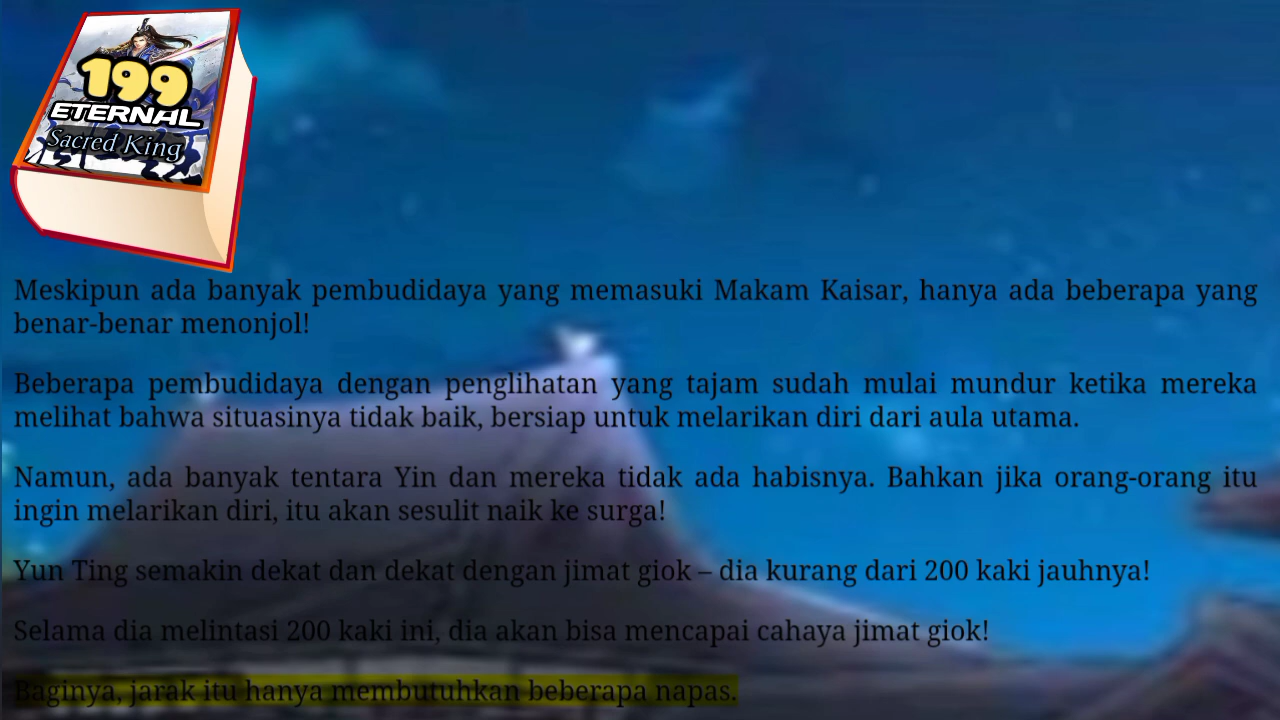 199
ETERNAL
Sacred King
Meskipun ada banyak pembudidaya yang memasuki Makam Kaisar, hanya ada beberapa yang
benar-benar menonjol!
Beberapa pembudidaya dengan penglihatan yang tajam sudah mulai mundur ketika mereka
melihat bahwa situasinya tidak baik, bersiap untuk melarikan diri dari aula utama.
Namun, ada banyak tentara Yin dan mereka tidak ada habisnya. Bahkan jika orang-orang itu
ingin melarikan diri, itu akan sesulit naik ke surga!
Yun Ting semakin dekat dan dekat dengan jimat giok – dia kurang dari 200 kaki jauhnya!
Selama dia melintasi 200 kaki ini, dia akan bisa mencapai cahaya jimat giok!
Baginya, jarak itu hanya membutuhkan beberapa napas.